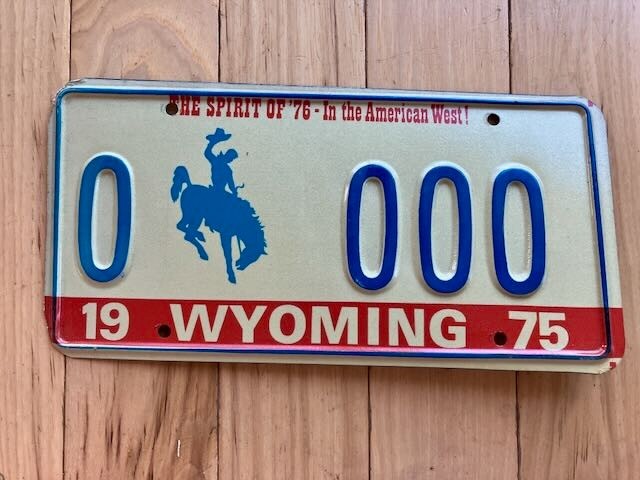 THE SPIRIT OF '76 - In the American West!
0 000
19 WYOMING 75